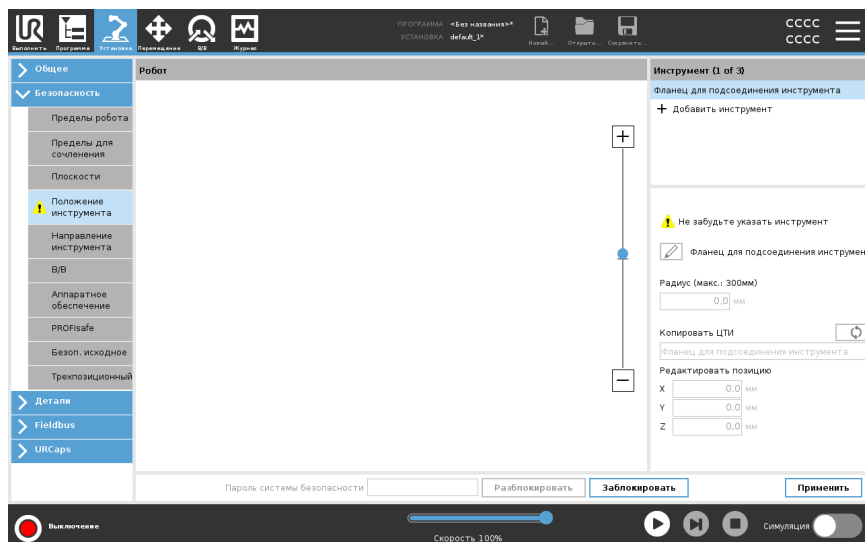 ПРОГРАММА <Без названия>*
УСТАНОВКА default_1*
Выполнить Программа Установка Перемещение В/В Журнал
Новый... Открыть... Сохранить...
CCCC
CCCC
Общее
Безопасность
Пределы робота
Пределы для
сочленения
Плоскости
Положение
инструмента
Направление
инструмента
В/В
Аппаратное
обеспечение
PROFIsafe
Безоп. исходное
Трехпозиционный
Детали
Fieldbus
URCaps
Робот
Инструмент (1 of 3)
Фланец для подсоединения инструмента
Добавить инструмент
Не забудьте указать инструмент
Фланец для подсоединения инструмен
Радиус (макс.: 300мм)
0,0 мм
Копировать ЦТИ
Фланец для подсоединения инструмента
Редактировать позицию
X 0,0 мм
Y 0,0 мм
Z 0,0 мм
Пароль системы безопасности Разблокировать Заблокировать Применить
Выключение
Скорость 100%
Симуляция